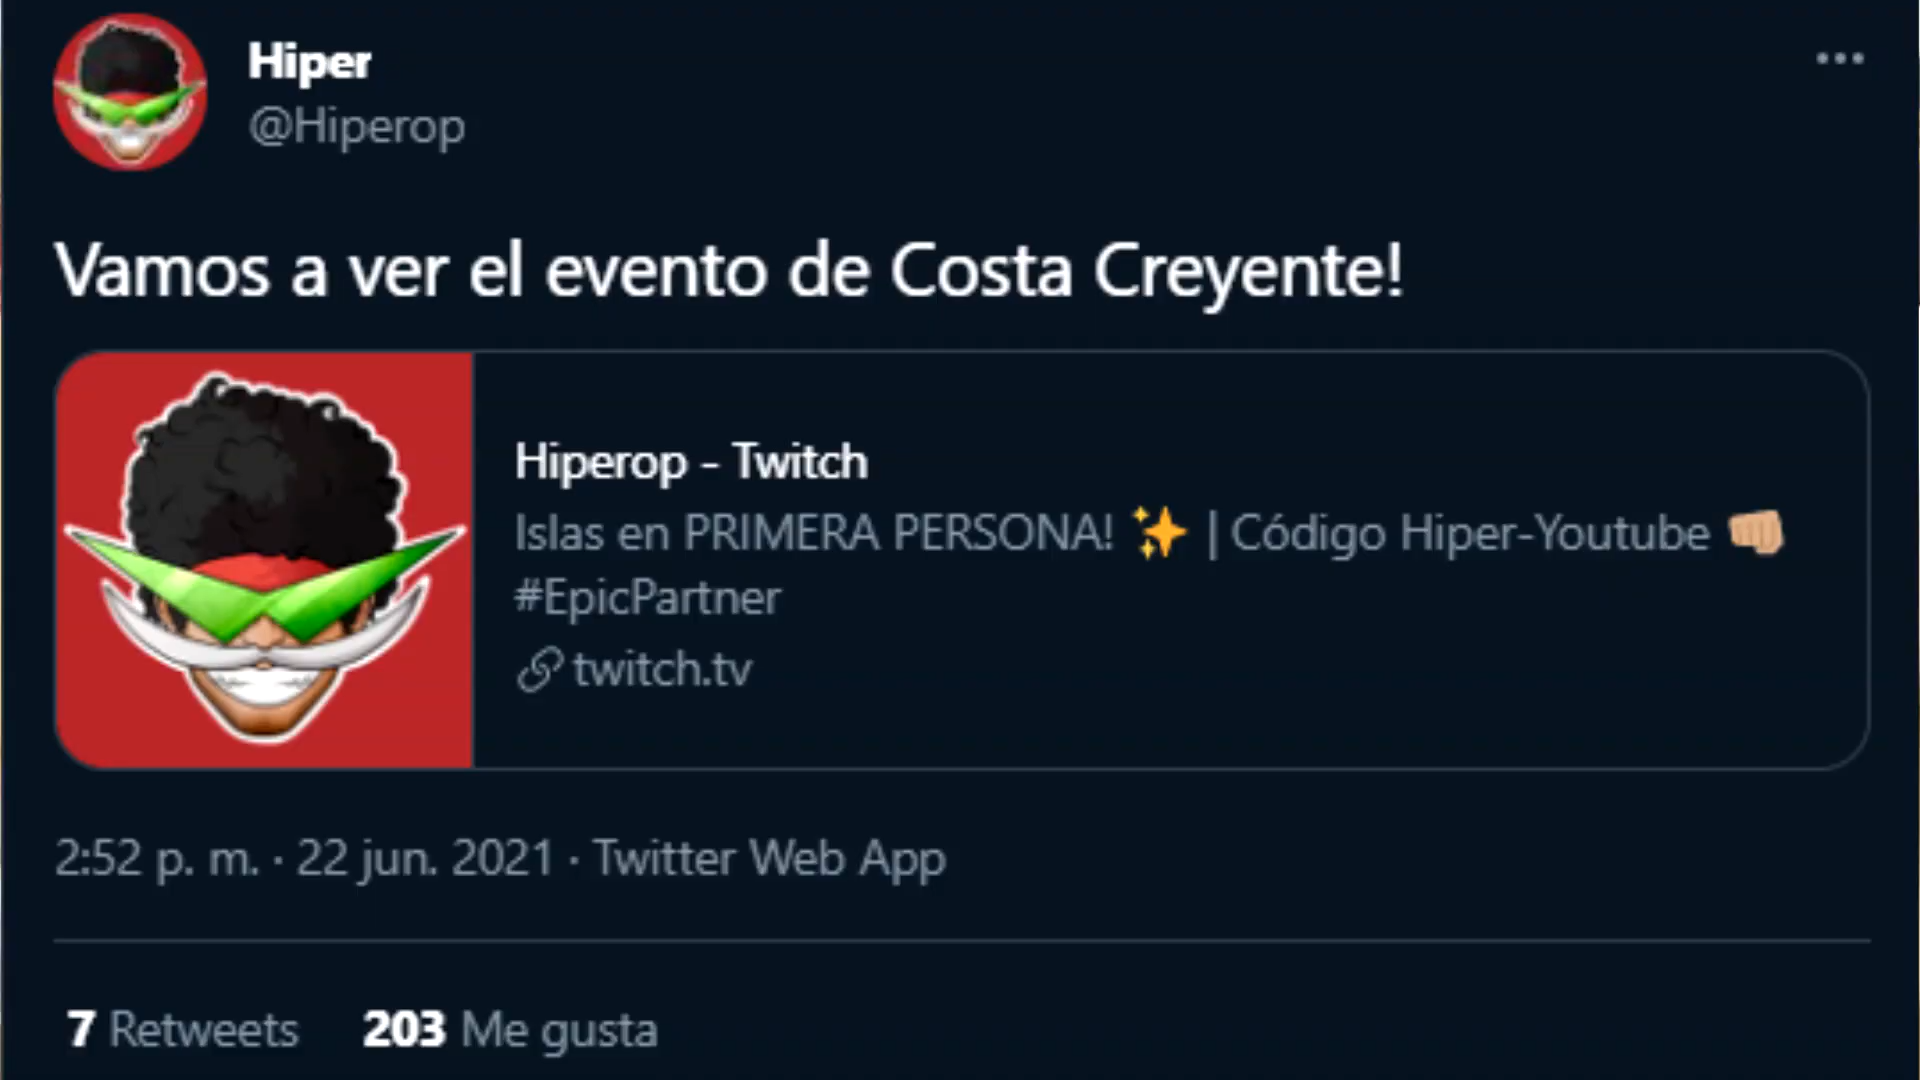 Hiper
@Hiperop
Vamos a ver el evento de Costa Creyente!
Hiperop - Twitch
Islas en PRIMERA PERSONA! ✨ | Código Hiper-Youtube 👊🏼
#EpicPartner
twitch.tv
2:52 p. m. · 22 jun. 2021 · Twitter Web App
7 Retweets 203 Me gusta